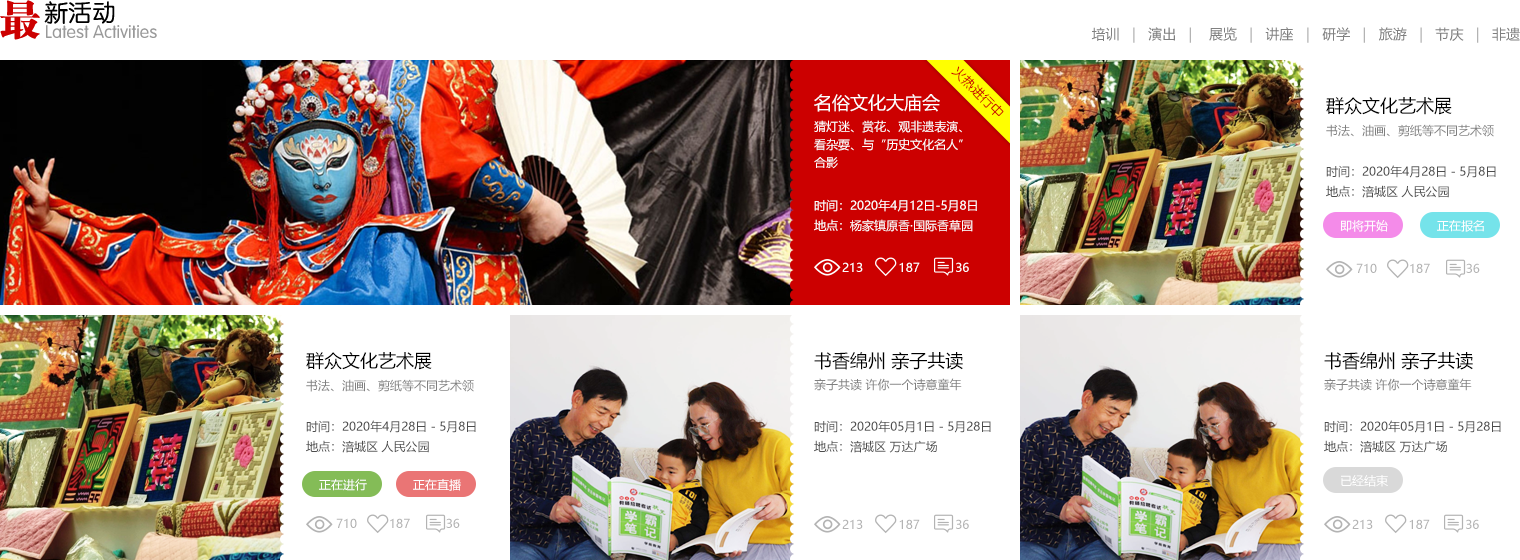 最新活动
Latest Activities
培训 | 演出 | 展览 | 讲座 | 研学 | 旅游 | 节庆 | 非遗
火热进行中
名俗文化大庙会
猜灯迷、赏花、观非遗表演、
看杂耍、与“历史文化名人”
合影
时间：2020年4月12日-5月8日
地点：杨家镇原香·国际香草园
213 187 36
群众文化艺术展
书法、油画、剪纸等不同艺术领
时间：2020年4月28日 - 5月8日
地点：涪城区 人民公园
即将开始 正在报名
710 187 36
群众文化艺术展
书法、油画、剪纸等不同艺术领
时间：2020年4月28日 - 5月8日
地点：涪城区 人民公园
正在进行 正在直播
710 187 36
学霸
笔记
书香绵州 亲子共读
亲子共读 许你一个诗意童年
时间：2020年05月1日 - 5月28日
地点：涪城区 万达广场
213 187 36
学霸
笔记
书香绵州 亲子共读
亲子共读 许你一个诗意童年
时间：2020年05月1日 - 5月28日
地点：涪城区 万达广场
已经结束
213 187 36